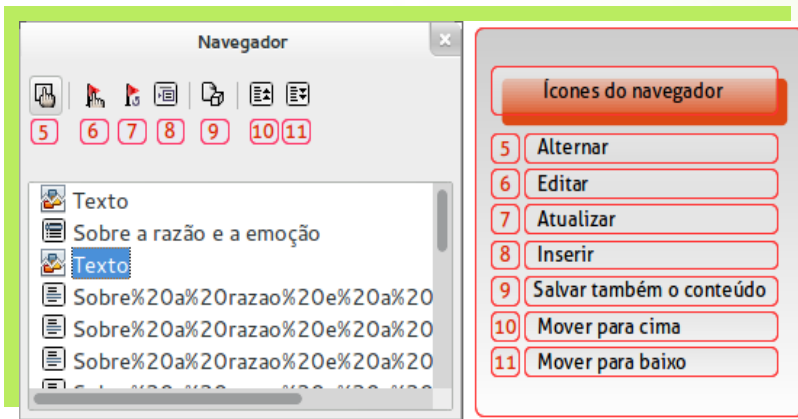 Navegador
5 6 7 8 9 10 11
Texto
Sobre a razão e a emoção
Texto
Sobre%20a%20razao%20e%20a%20
Sobre%20a%20razao%20e%20a%20
Sobre%20a%20razao%20e%20a%20
Ícones do navegador
5 Alternar
6 Editar
7 Atualizar
8 Inserir
9 Salvar também o conteúdo
10 Mover para cima
11 Mover para baixo